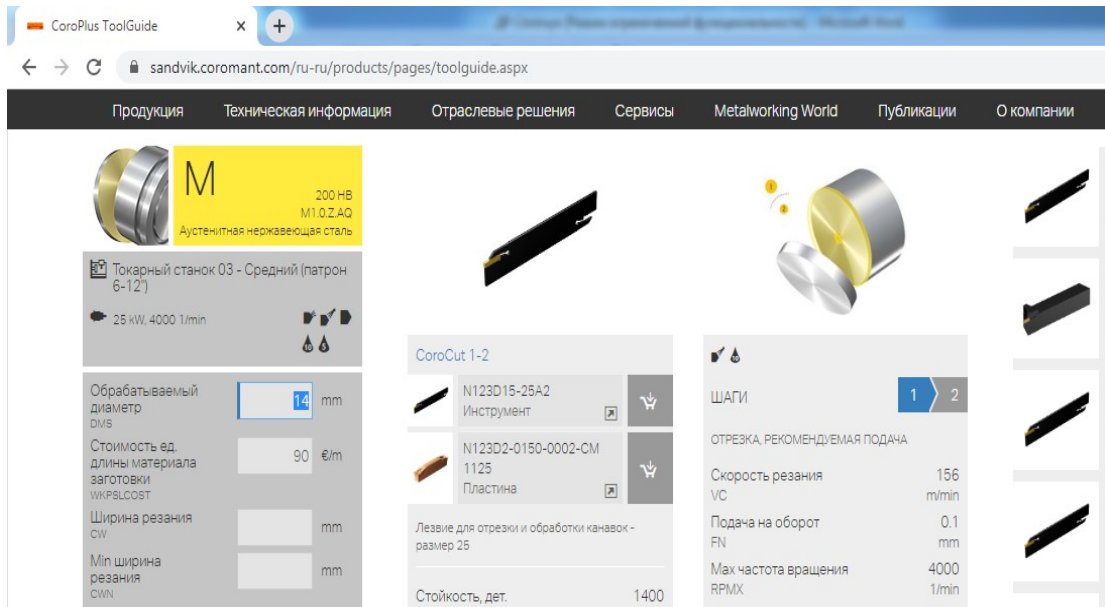 CoroPlus ToolGuide
sandvik.coromant.com/ru-ru/products/pages/toolguide.aspx
Продукция Техническая информация Отраслевые решения Сервисы Metalworking World Публикации О компании
M
200 HB
M1.0.Z.AQ
Аустенитная нержавеющая сталь
Токарный станок 03 - Средний (патрон
6-12")
25 kW, 4000 1/min
Обрабатываемый
диаметр
DMS
14 mm
Стоимость ед.
длины материала
заготовки
WKPSLCOST
90 €/m
Ширина резания
CW
mm
Min ширина
резания
CWN
mm
CoroCut 1-2
N123D15-25A2
Инструмент
N123D2-0150-0002-CM
1125
Пластина
Лезвие для отрезки и обработки канавок -
размер 25
Стойкость, дет. 1400
1
2
ШАГИ 1 2
ОТРЕЗКА, РЕКОМЕНДУЕМАЯ ПОДАЧА
Скорость резания 156
VC m/min
Подача на оборот 0.1
FN mm
Max частота вращения 4000
RPMX 1/min